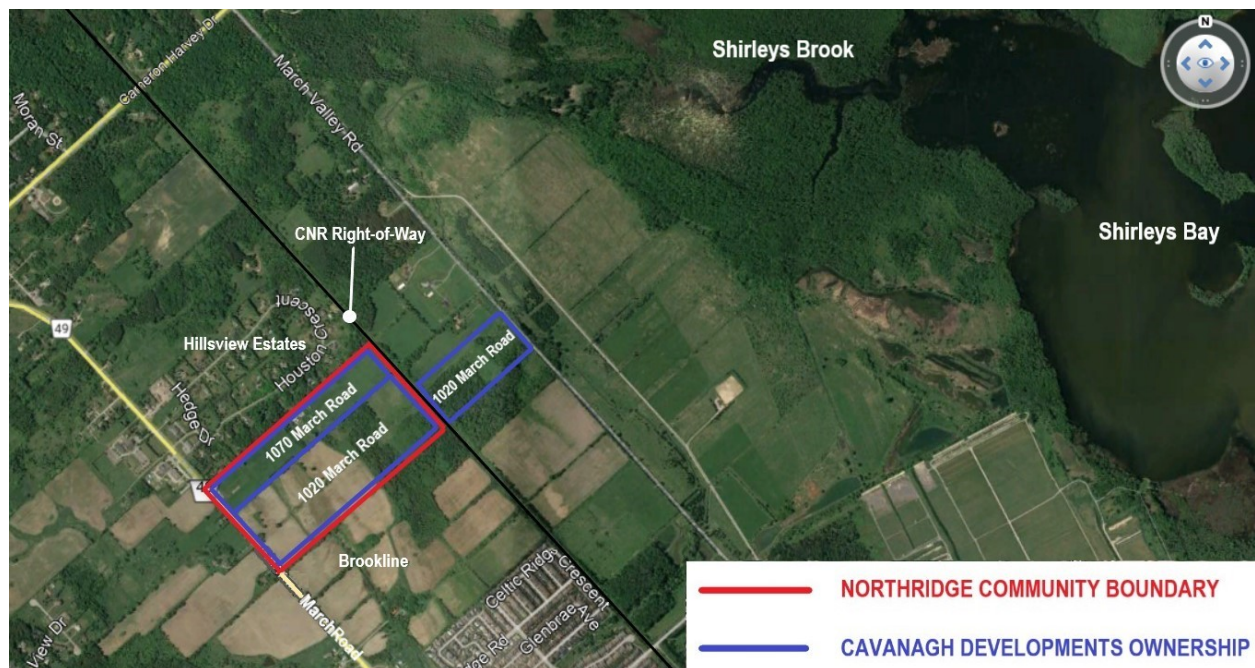 N
Shirleys Brook
Cameron Harvey Dr
March Valley Rd
Moran St
CNR Right-of-Way
Shirleys Bay
49
Hillsview Estates
Houston Crescent
1020 March Road
Hedge Dr
1070 March Road
1020 March Road
Brookline
March Road
Celtic Ridge
Crescent
Glenbrae Ave
dge Rd
View Dr
NORTHRIDGE COMMUNITY BOUNDARY
CAVANAGH DEVELOPMENTS OWNERSHIP